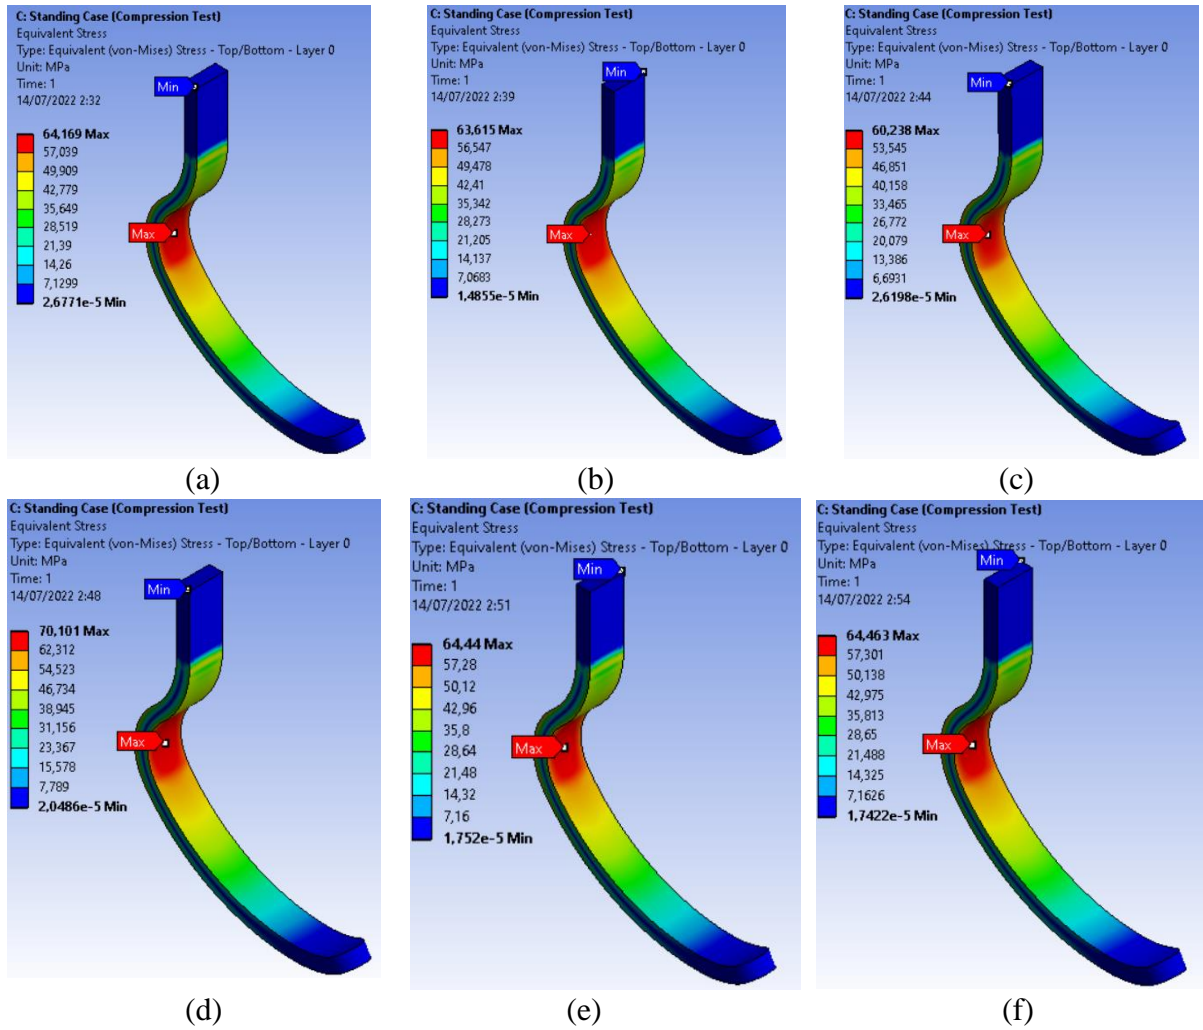 C: Standing Case (Compression Test)
Equivalent Stress
Type: Equivalent (von-Mises) Stress - Top/Bottom - Layer 0
Unit: MPa
Time: 1
14/07/2022 2:32
Min
64,169 Max
57,039
49,909
42,779
35,649
28,519
21,39
14,26
7,1299
2,6771e-5 Min
Max
(a)
C: Standing Case (Compression Test)
Equivalent Stress
Type: Equivalent (von-Mises) Stress - Top/Bottom - Layer 0
Unit: MPa
Time: 1
14/07/2022 2:39
Min
63,615 Max
56,547
49,478
42,41
35,342
28,273
21,205
14,137
7,0683
1,4855e-5 Min
Max
(b)
C: Standing Case (Compression Test)
Equivalent Stress
Type: Equivalent (von-Mises) Stress - Top/Bottom - Layer 0
Unit: MPa
Time: 1
14/07/2022 2:44
Min
60,238 Max
53,545
46,851
40,158
33,465
26,772
20,079
13,386
6,6931
2,6198e-5 Min
Max
(c)
C: Standing Case (Compression Test)
Equivalent Stress
Type: Equivalent (von-Mises) Stress - Top/Bottom - Layer 0
Unit: MPa
Time: 1
14/07/2022 2:48
Min
70,101 Max
62,312
54,523
46,734
38,945
31,156
23,367
15,578
7,789
2,0486e-5 Min
Max
(d)
C: Standing Case (Compression Test)
Equivalent Stress
Type: Equivalent (von-Mises) Stress - Top/Bottom - Layer 0
Unit: MPa
Time: 1
14/07/2022 2:51
Min
64,44 Max
57,28
50,12
42,96
35,8
28,64
21,48
14,32
7,16
1,752e-5 Min
Max
(e)
C: Standing Case (Compression Test)
Equivalent Stress
Type: Equivalent (von-Mises) Stress - Top/Bottom - Layer 0
Unit: MPa
Time: 1
14/07/2022 2:54
Min
64,463 Max
57,301
50,138
42,975
35,813
28,65
21,488
14,325
7,1626
1,7422e-5 Min
Max
(f)